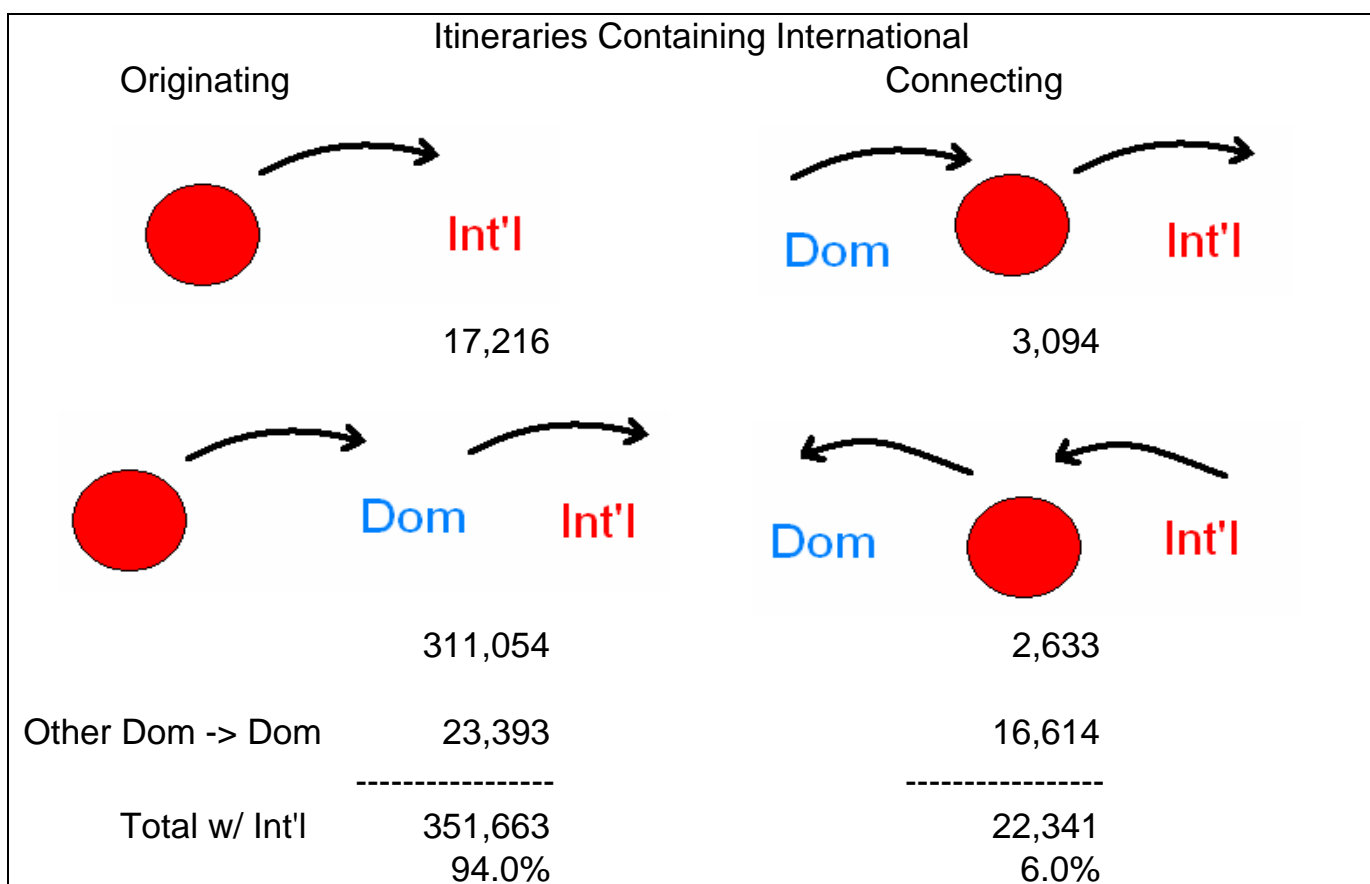 Itineraries Containing International
Originating Connecting
Int'l Dom Int'l
17,216 3,094
Dom Int'l Dom Int'l
311,054 2,633
Other Dom -> Dom 23,393 16,614
----------------- -----------------
Total w/ Int'l 351,663 22,341
94.0% 6.0%